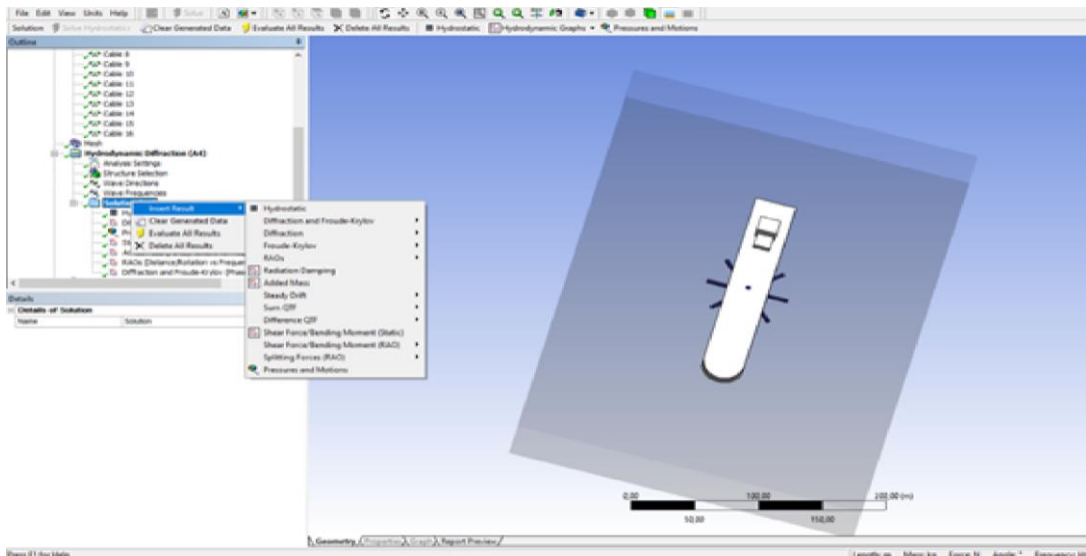 File Edit View Units Help Solve
Solution Solve Hydrostatics Clear Generated Data Evaluate All Results Delete All Results Hydrostatic Hydrodynamic Graphs Pressures and Motions
Outline
Cable 8
Cable 9
Cable 10
Cable 11
Cable 12
Cable 13
Cable 14
Cable 15
Cable 16
Mesh
Hydrodynamic Diffraction (A4)
Analysis Settings
Structure Selection
Wave Directions
Wave Frequencies
Solution
Insert Result
Clear Generated Data
Evaluate All Results
Delete All Results
RAOs (Distance/Rotation vs Frequen
Diffraction and Froude-Krylov (Phase
Hydrostatic
Diffraction and Froude-Krylov
Diffraction
Froude-Krylov
RAOs
Radiation Damping
Added Mass
Steady Drift
Sum QTF
Difference QTF
Shear Force/Bending Moment (Static)
Shear Force/Bending Moment (RAO)
Splitting Forces (RAO)
Pressures and Motions
Details
Details of Solution
Name Solution
0,00 100,00 200,00 (m)
50,00 150,00
Geometry Properties Graph Report Preview
Press F1 for Help
Length: m Mass: kg Force: N Angle: ° Frequency: Hz